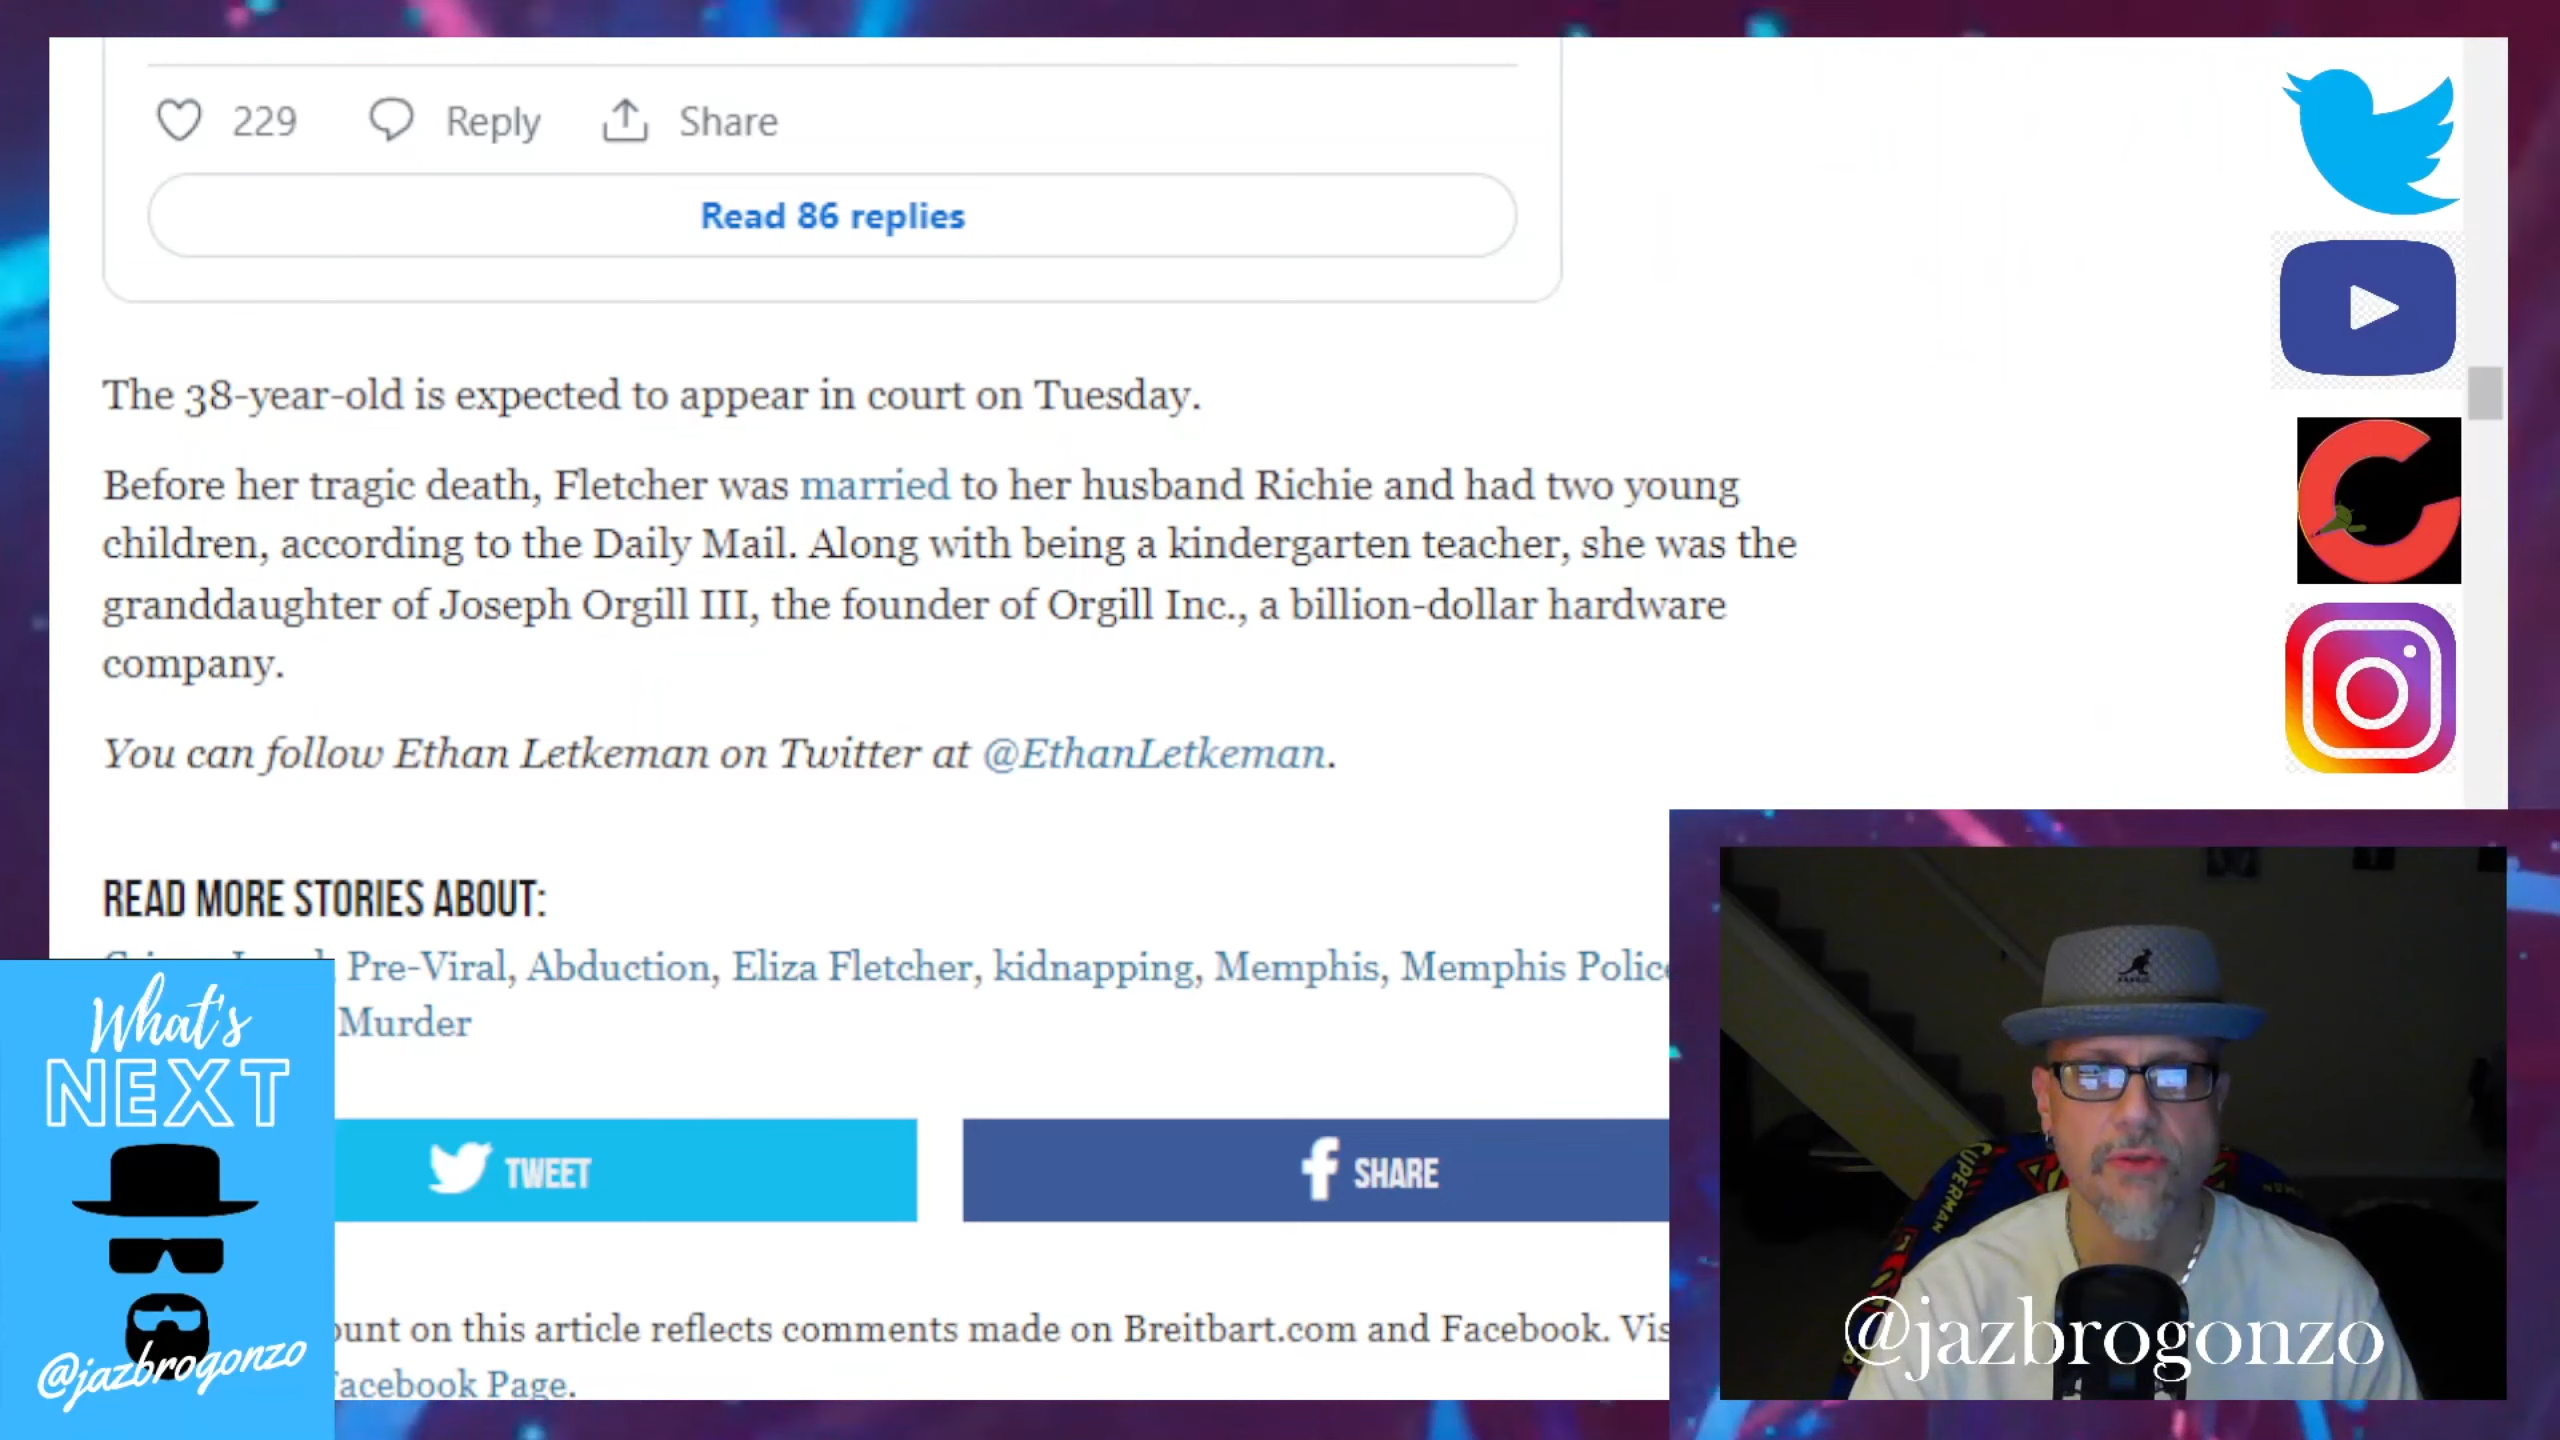 229 Reply Share
Read 86 replies
The 38-year-old is expected to appear in court on Tuesday.
Before her tragic death, Fletcher was married to her husband Richie and had two young
children, according to the Daily Mail. Along with being a kindergarten teacher, she was the
granddaughter of Joseph Orgill III, the founder of Orgill Inc., a billion-dollar hardware
company.
You can follow Ethan Letkeman on Twitter at @EthanLetkeman.
READ MORE STORIES ABOUT:
Pre-Viral, Abduction, Eliza Fletcher, kidnapping, Memphis, Memphis Police
Murder
TWEET
SHARE
on this article reflects comments made on Breitbart.com and Facebook.
Page.
What's
NEXT
@jazbrogonzo
KANGOL
SUPERMAN
@jazbrogonzo